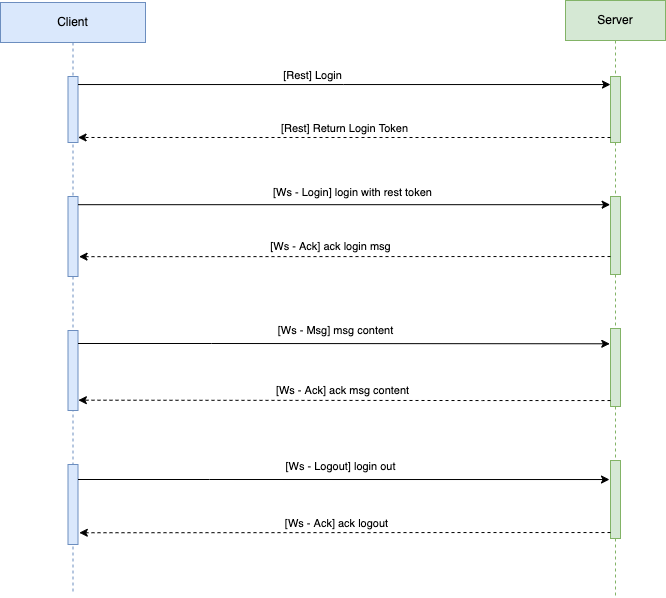 Client
Server
[Rest] Login
[Rest] Return Login Token
[Ws - Login] login with rest token
[Ws - Ack] ack login msg
[Ws - Msg] msg content
[Ws - Ack] ack msg content
[Ws - Logout] login out
[Ws - Ack] ack logout